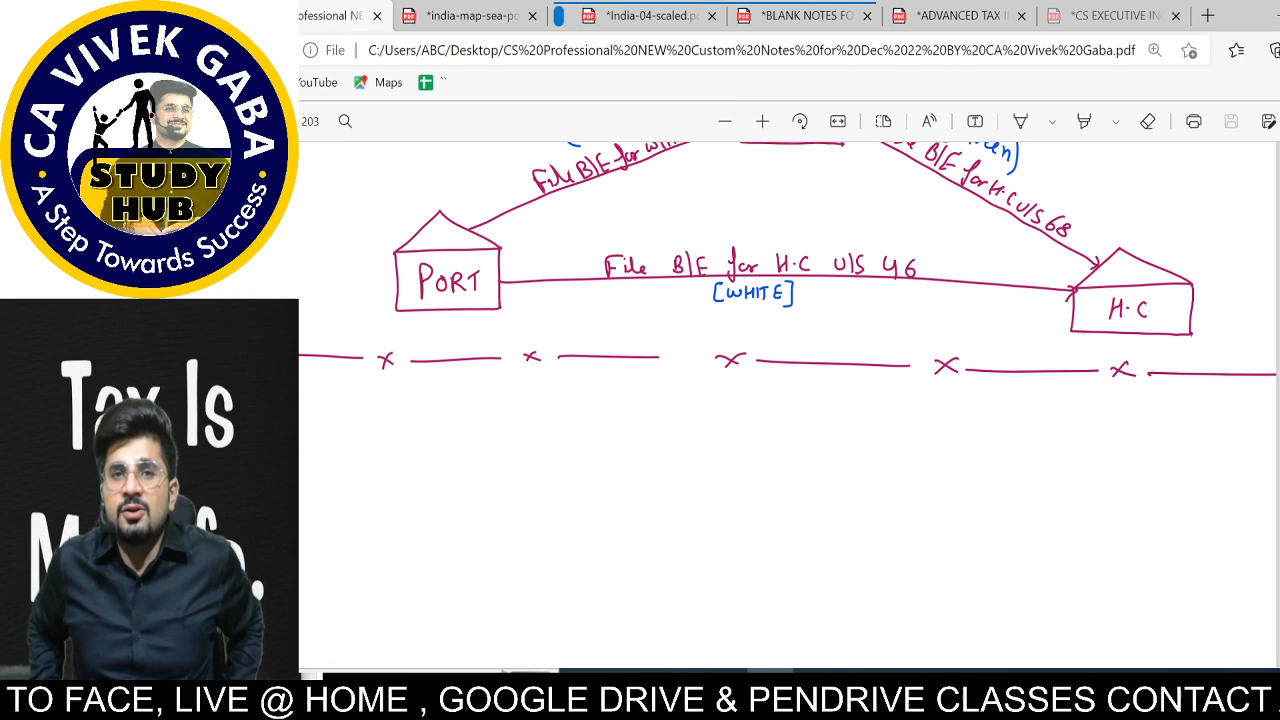 CA VIVEK GABA
STUDY
HUB
• A Step Towards Success •
Tax Is
ofessional NE
*india-map-sea-po
*India-04-scaled.p
*BLANK NOTES FO
*ADVANCED TAX
*CS EXECUTIVE IN
File C:/Users/ABC/Desktop/CS%20Professional%20NEW%20Custom%20Notes%20for%20Dec%2022%20BY%20CA%20Vivek%20Gaba.pdf
YouTube Maps ``
203
File B/E for
B/E for H.C U/S 68
PORT
File B/E for H.C U/S 46
[WHITE]
H.C
TO FACE, LIVE @ HOME , GOOGLE DRIVE & PENDRIVE CLASSES CONTACT